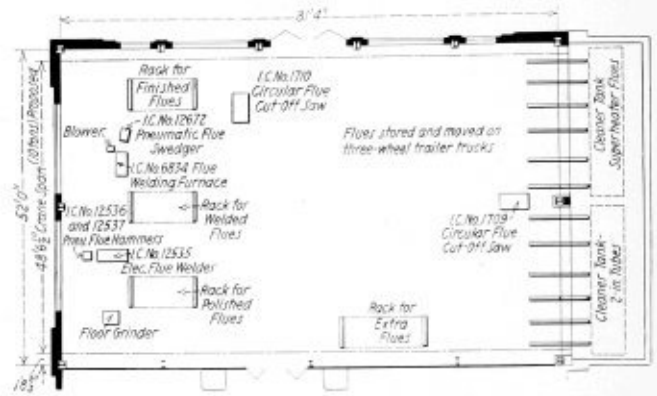 81'4"
Rack for
Finished
Flues
I.C. No. 1710
Circular Flue
Cut-Off Saw
I.C. No. 12672
Pneumatic Flue
Swedger
Blower
I.C. No. 6834 Flue
Welding Furnace
Flues stored and moved on
three-wheel trailer trucks
Cleaner Tank
Superheater Flues
52'0"
48'6½" Crane Span (10 tons) Proposed
I.C. No. 12536
and 12537
Pneu. Flue Hammers
Rack for
Welded
Flues
I.C. No. 12535
Elec. Flue Welder
I.C. No. 1709
Circular Flue
Cut-Off Saw
Rack for
Polished
Flues
Floor Grinder
Rack for
Extra
Flues
Cleaner Tank-
2-in Tubes